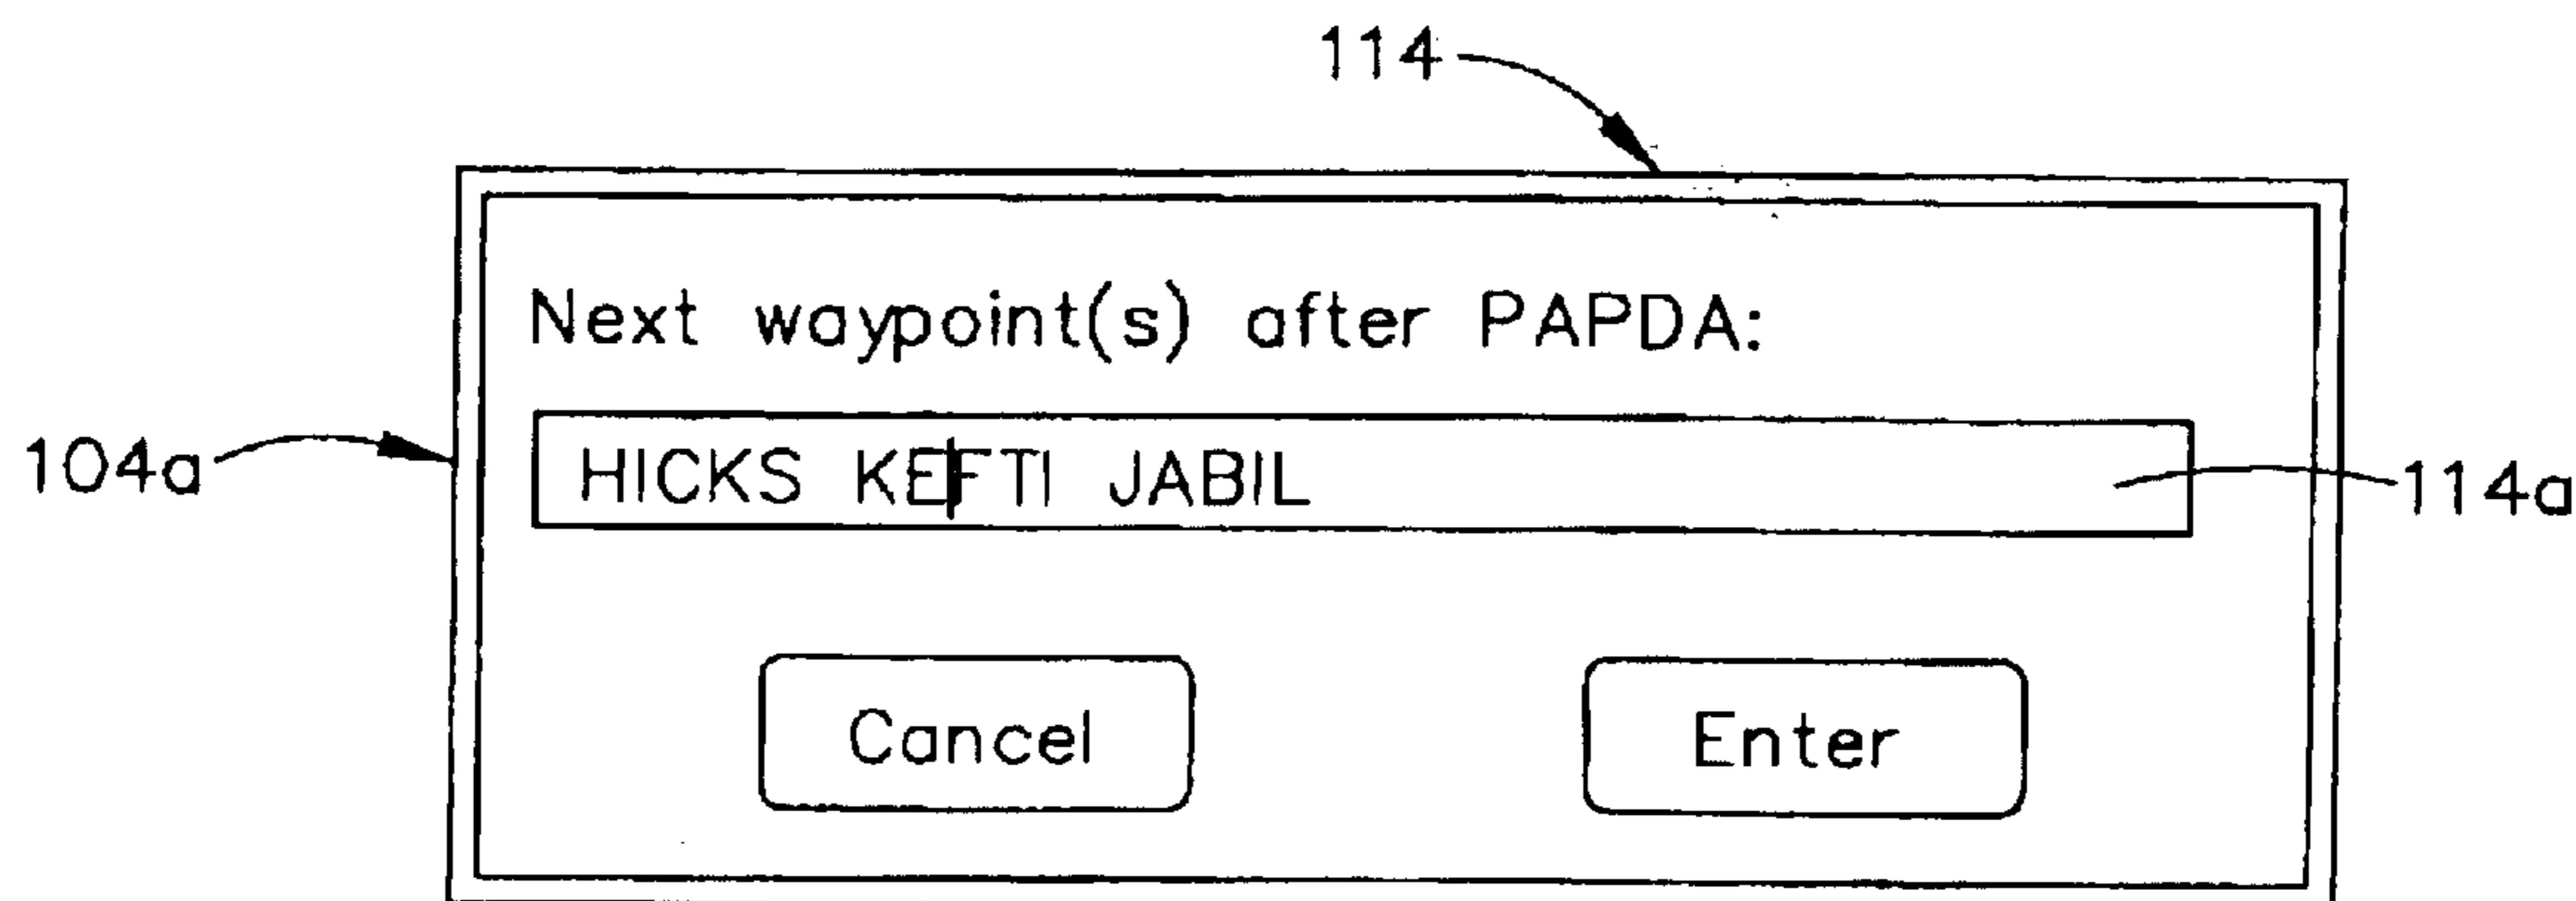 114
Next waypoint(s) after PAPDA:
104a
HICKS KEFTI JABIL
114a
Cancel
Enter